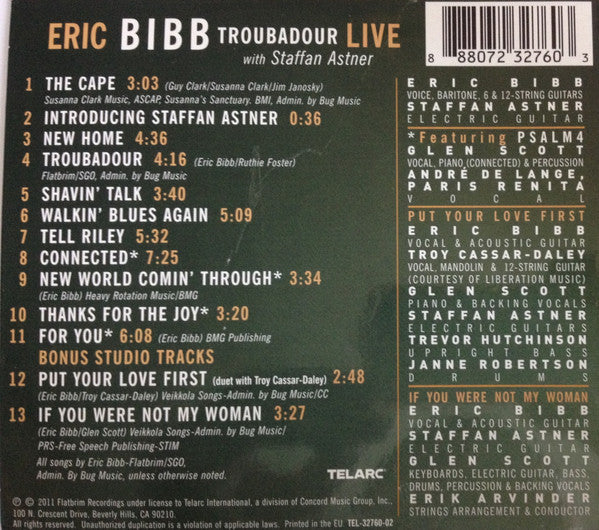 ERIC BIBB TROUBADOUR LIVE
with Staffan Astner
8 88072 32760 3
1 THE CAPE 3:03 (Guy Clark/Susanna Clark/Jim Janosky)
Susanna Clark Music, ASCAP, Susanna's Sanctuary. BMI, Admin. by Bug Music/
2 INTRODUCING STAFFAN ASTNER 0:36
3 NEW HOME 4:36
4 TROUBADOUR 4:16 (Eric Bibb/Ruthie Foster)
Flatbrim/SGO, Admin. by Bug Music/
5 SHAVIN' TALK 3:40
6 WALKIN' BLUES AGAIN 5:09
7 TELL RILEY 5:32
8 CONNECTED* 7:25
9 NEW WORLD COMIN' THROUGH* 3:34
(Eric Bibb) Heavy Rotation Music/BMG
10 THANKS FOR THE JOY* 3:20
11 FOR YOU* 6:08 (Eric Bibb) BMG Publishing
BONUS STUDIO TRACKS
12 PUT YOUR LOVE FIRST (duet with Troy Cassar-Daley) 2:48
(Eric Bibb/Troy Cassar-Daley) Veikkola Songs-Admin. by Bug Music/CC
13 IF YOU WERE NOT MY WOMAN 3:27
(Eric Bibb/Glen Scott) Veikkola Songs-Admin. by Bug Music/
PRS-Free Speech Publishing-STIM
All songs by Eric Bibb-Flatbrim/SGO,
Admin. By Bug Music, unless otherwise noted.
TELARC
ERIC BIBB
VOICE, BARITONE, 6 & 12-STRING GUITARS
STAFFAN ASTNER
ELECTRIC GUITAR
*Featuring PSALM4
GLEN SCOTT
VOCAL, PIANO (CONNECTED) & PERCUSSION
ANDRÉ DE LANGE,
PARIS RENITA
VOCAL
PUT YOUR LOVE FIRST
ERIC BIBB
VOCAL & ACOUSTIC GUITAR
TROY CASSAR-DALEY
VOCAL, MANDOLIN & 12-STRING GUITAR
(COURTESY OF LIBERATION MUSIC)
GLEN SCOTT
PIANO & BACKING VOCALS
STAFFAN ASTNER
ELECTRIC GUITARS
TREVOR HUTCHINSON
UPRIGHT BASS
JANNE ROBERTSON
DRUMS
IF YOU WERE NOT MY WOMAN
ERIC BIBB
VOCAL & ACOUSTIC GUITAR
STAFFAN ASTNER
ELECTRIC GUITAR
GLEN SCOTT
KEYBOARDS, ELECTRIC GUITAR, BASS,
DRUMS, PERCUSSION & BACKING VOCALS
ERIK ARVINDER
STRINGS ARRANGEMENT & CONDUCTOR
℗ © 2011 Flatbrim Recordings under license to Telarc International, a division of Concord Music Group, Inc.,
100 N. Crescent Drive, Beverly Hills, CA 90210.
All rights reserved. Unauthorized duplication is a violation of applicable laws. Printed in the EU. TEL-32760-02